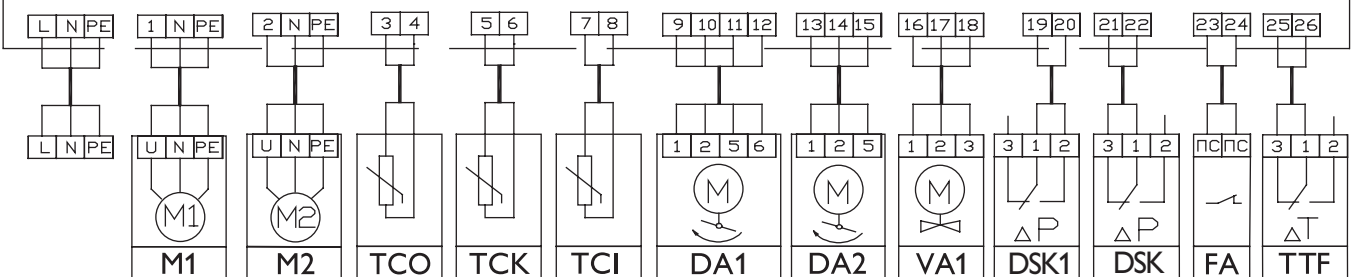 L N PE 1 N PE 2 N PE 3 4 5 6 7 8 9 10 11 12 13 14 15 16 17 18 19 20 21 22 23 24 25 26
L N PE U N PE U N PE 1 2 5 6 1 2 5 1 2 3 3 1 2 3 1 2 ПС ПС 3 1 2
M1 M2 M M M ΔP ΔP ΔT
M1 M2 TCO TCK TCI DA1 DA2 VA1 DSK1 DSK FA TTF